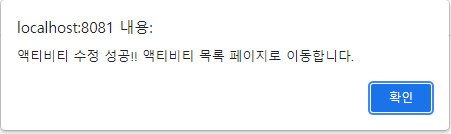 localhost:8081 내용:
액티비티 수정 성공!! 액티비티 목록 페이지로 이동합니다.
확인